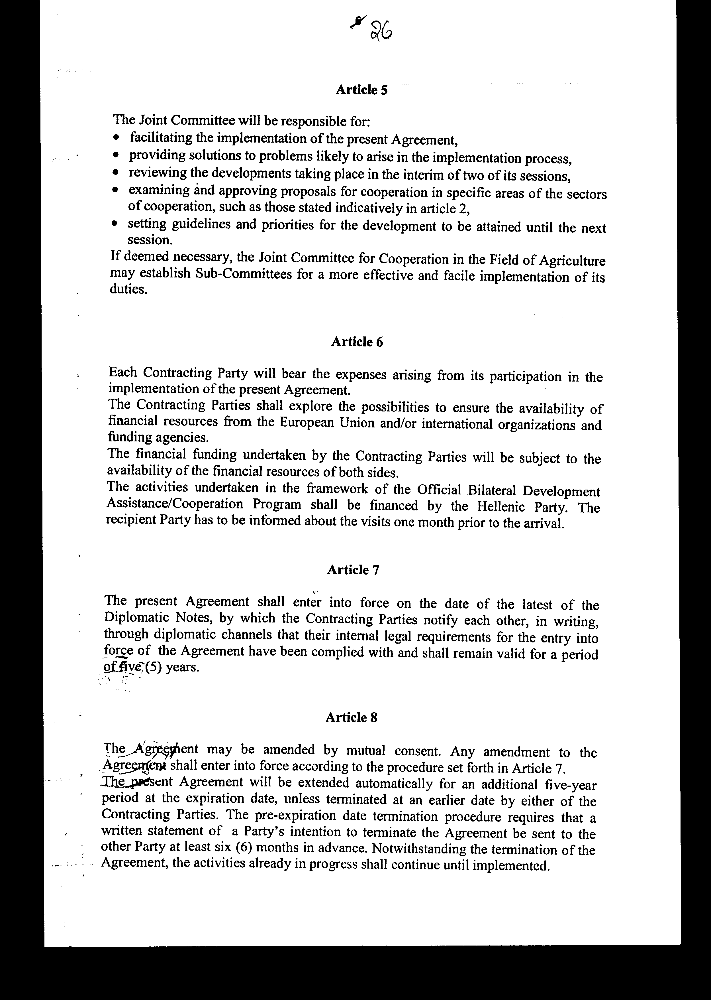 26
Article 5
The Joint Committee will be responsible for:
• facilitating the implementation of the present Agreement,
• providing solutions to problems likely to arise in the implementation process,
• reviewing the developments taking place in the interim of two of its sessions,
• examining and approving proposals for cooperation in specific areas of the sectors
of cooperation, such as those stated indicatively in article 2,
• setting guidelines and priorities for the development to be attained until the next
session.
If deemed necessary, the Joint Committee for Cooperation in the Field of Agriculture
may establish Sub-Committees for a more effective and facile implementation of its
duties.
Article 6
Each Contracting Party will bear the expenses arising from its participation in the
implementation of the present Agreement.
The Contracting Parties shall explore the possibilities to ensure the availability of
financial resources from the European Union and/or international organizations and
funding agencies.
The financial funding undertaken by the Contracting Parties will be subject to the
availability of the financial resources of both sides.
The activities undertaken in the framework of the Official Bilateral Development
Assistance/Cooperation Program shall be financed by the Hellenic Party. The
recipient Party has to be informed about the visits one month prior to the arrival.
Article 7
The present Agreement shall enter into force on the date of the latest of the
Diplomatic Notes, by which the Contracting Parties notify each other, in writing,
through diplomatic channels that their internal legal requirements for the entry into
force of the Agreement have been complied with and shall remain valid for a period
of five (5) years.
Article 8
The Agreement may be amended by mutual consent. Any amendment to the
Agreement shall enter into force according to the procedure set forth in Article 7.
The present Agreement will be extended automatically for an additional five-year
period at the expiration date, unless terminated at an earlier date by either of the
Contracting Parties. The pre-expiration date termination procedure requires that a
written statement of a Party's intention to terminate the Agreement be sent to the
other Party at least six (6) months in advance. Notwithstanding the termination of the
Agreement, the activities already in progress shall continue until implemented.